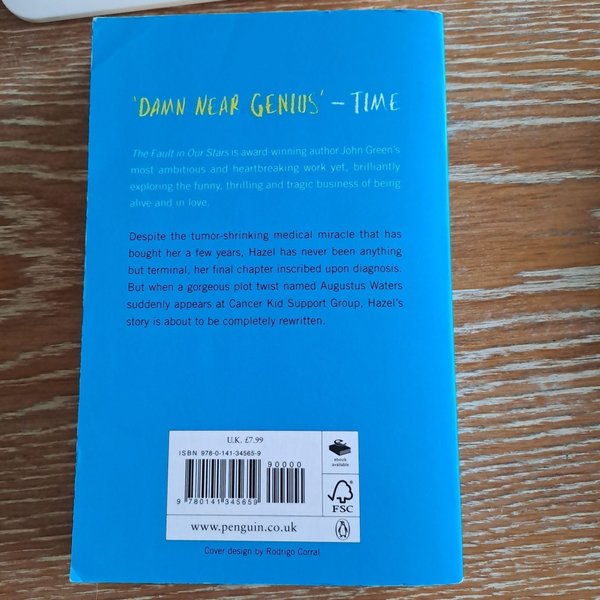 'DAMN NEAR GENIUS' – TIME
The Fault in Our Stars is award-winning author John Green's
most ambitious and heartbreaking work yet, brilliantly
exploring the funny, thrilling and tragic business of being
alive and in love.
Despite the tumor-shrinking medical miracle that has
bought her a few years, Hazel has never been anything
but terminal, her final chapter inscribed upon diagnosis.
But when a gorgeous plot twist named Augustus Waters
suddenly appears at Cancer Kid Support Group, Hazel's
story is about to be completely rewritten.
U.K. £7.99
ISBN 978-0-141-34565-9
90000
9 780141 345659
ebook
available
FSC
www.penguin.co.uk
Cover design by Rodrigo Corral